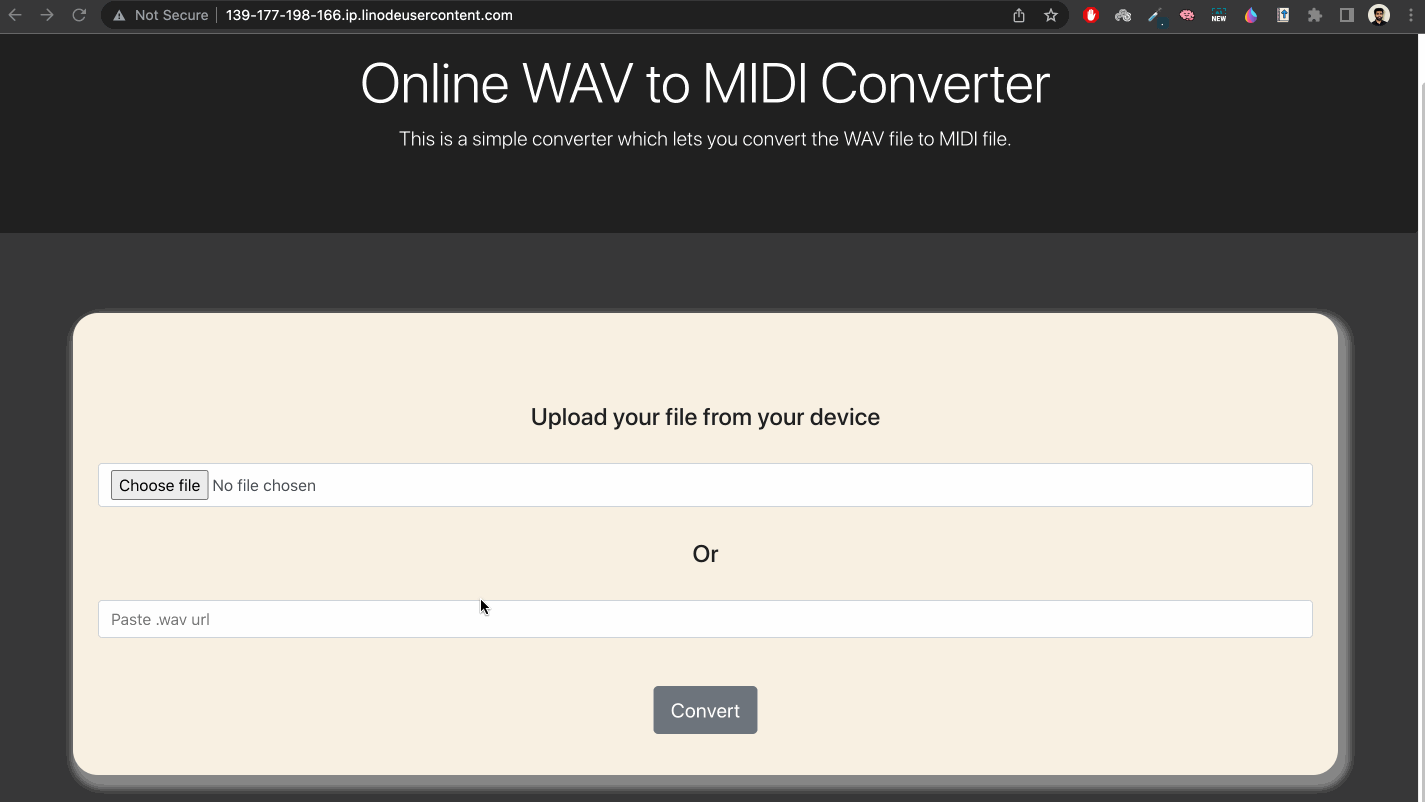 Not Secure | 139-177-198-166.ip.linodeusercontent.com
NEW
Online WAV to MIDI Converter
This is a simple converter which lets you convert the WAV file to MIDI file.
Upload your file from your device
Choose file No file chosen
Or
Paste .wav url
Convert